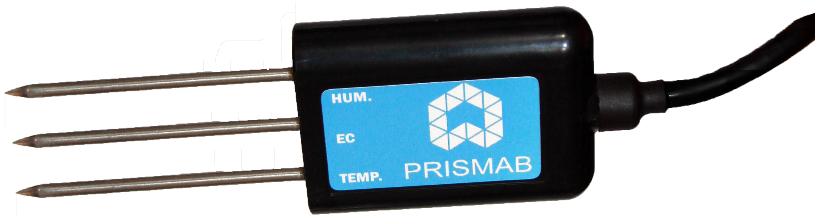 HUM.
EC
TEMP.
PRISMAB